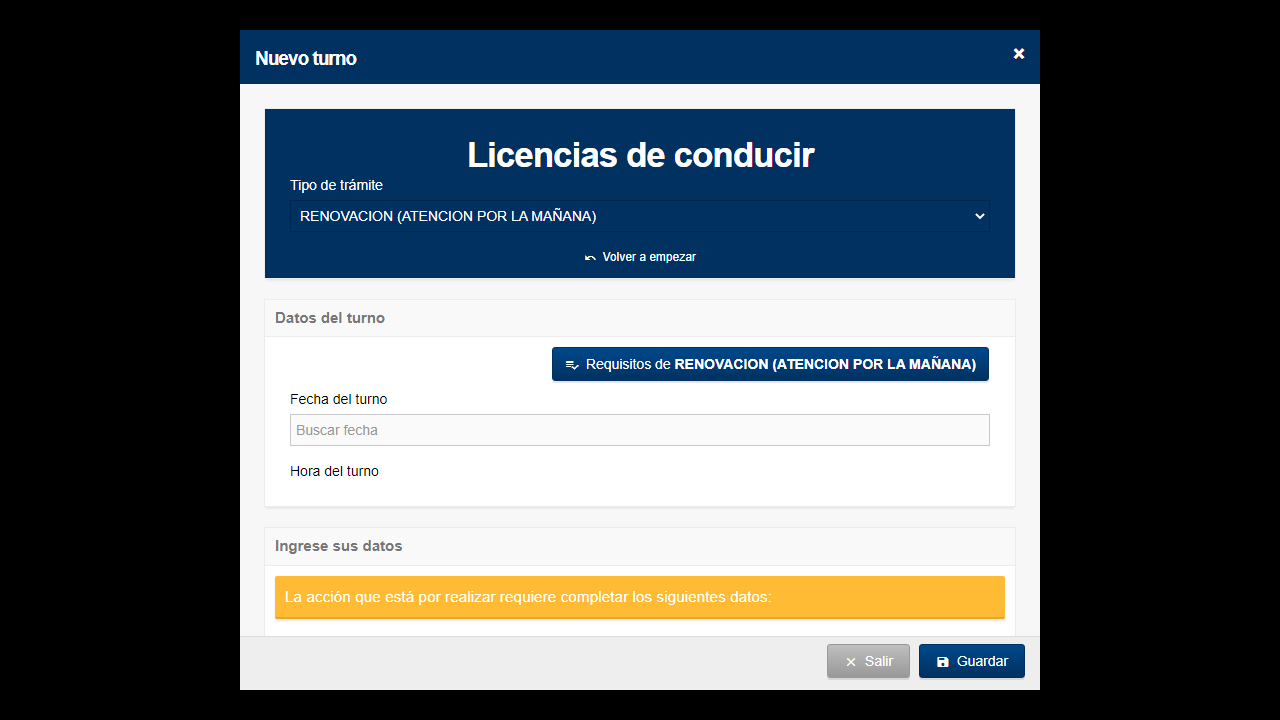 Nuevo turno
Licencias de conducir
Tipo de trámite
RENOVACION (ATENCION POR LA MAÑANA)
Volver a empezar
Datos del turno
Requisitos de RENOVACION (ATENCION POR LA MAÑANA)
Fecha del turno
Buscar fecha
Hora del turno
Ingrese sus datos
La acción que está por realizar requiere completar los siguientes datos:
Salir
Guardar